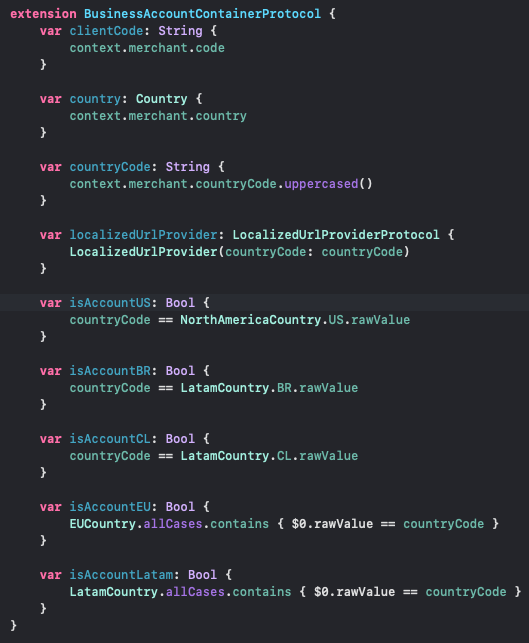 extension BusinessAccountContainerProtocol {
    var clientCode: String {
        context.merchant.code
    }

    var country: Country {
        context.merchant.country
    }

    var countryCode: String {
        context.merchant.countryCode.uppercased()
    }

    var localizedUrlProvider: LocalizedUrlProviderProtocol {
        LocalizedUrlProvider(countryCode: countryCode)
    }

    var isAccountUS: Bool {
        countryCode == NorthAmericaCountry.US.rawValue
    }

    var isAccountBR: Bool {
        countryCode == LatamCountry.BR.rawValue
    }

    var isAccountCL: Bool {
        countryCode == LatamCountry.CL.rawValue
    }

    var isAccountEU: Bool {
        EUCountry.allCases.contains { $0.rawValue == countryCode }
    }

    var isAccountLatam: Bool {
        LatamCountry.allCases.contains { $0.rawValue == countryCode }
    }
}